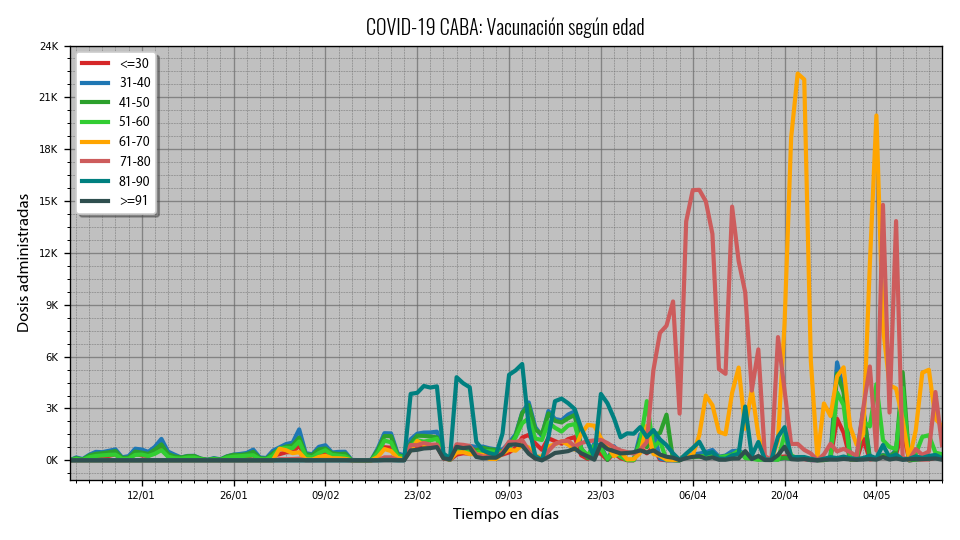 COVID-19 CABA: Vacunación según edad
24K
21K
18K
15K
12K
9K
6K
3K
0K
Dosis administradas
<=30
31-40
41-50
51-60
61-70
71-80
81-90
>=91
12/01 26/01 09/02 23/02 09/03 23/03 06/04 20/04 04/05
Tiempo en días